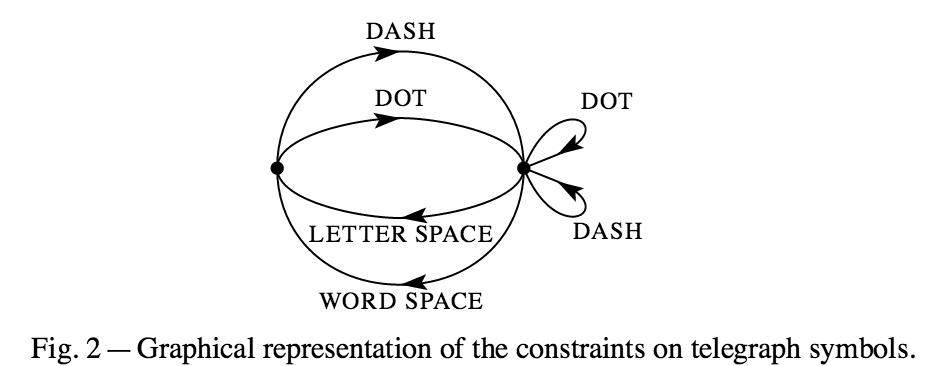 DASH
DOT
DOT
LETTER SPACE
DASH
WORD SPACE
Fig. 2 — Graphical representation of the constraints on telegraph symbols.